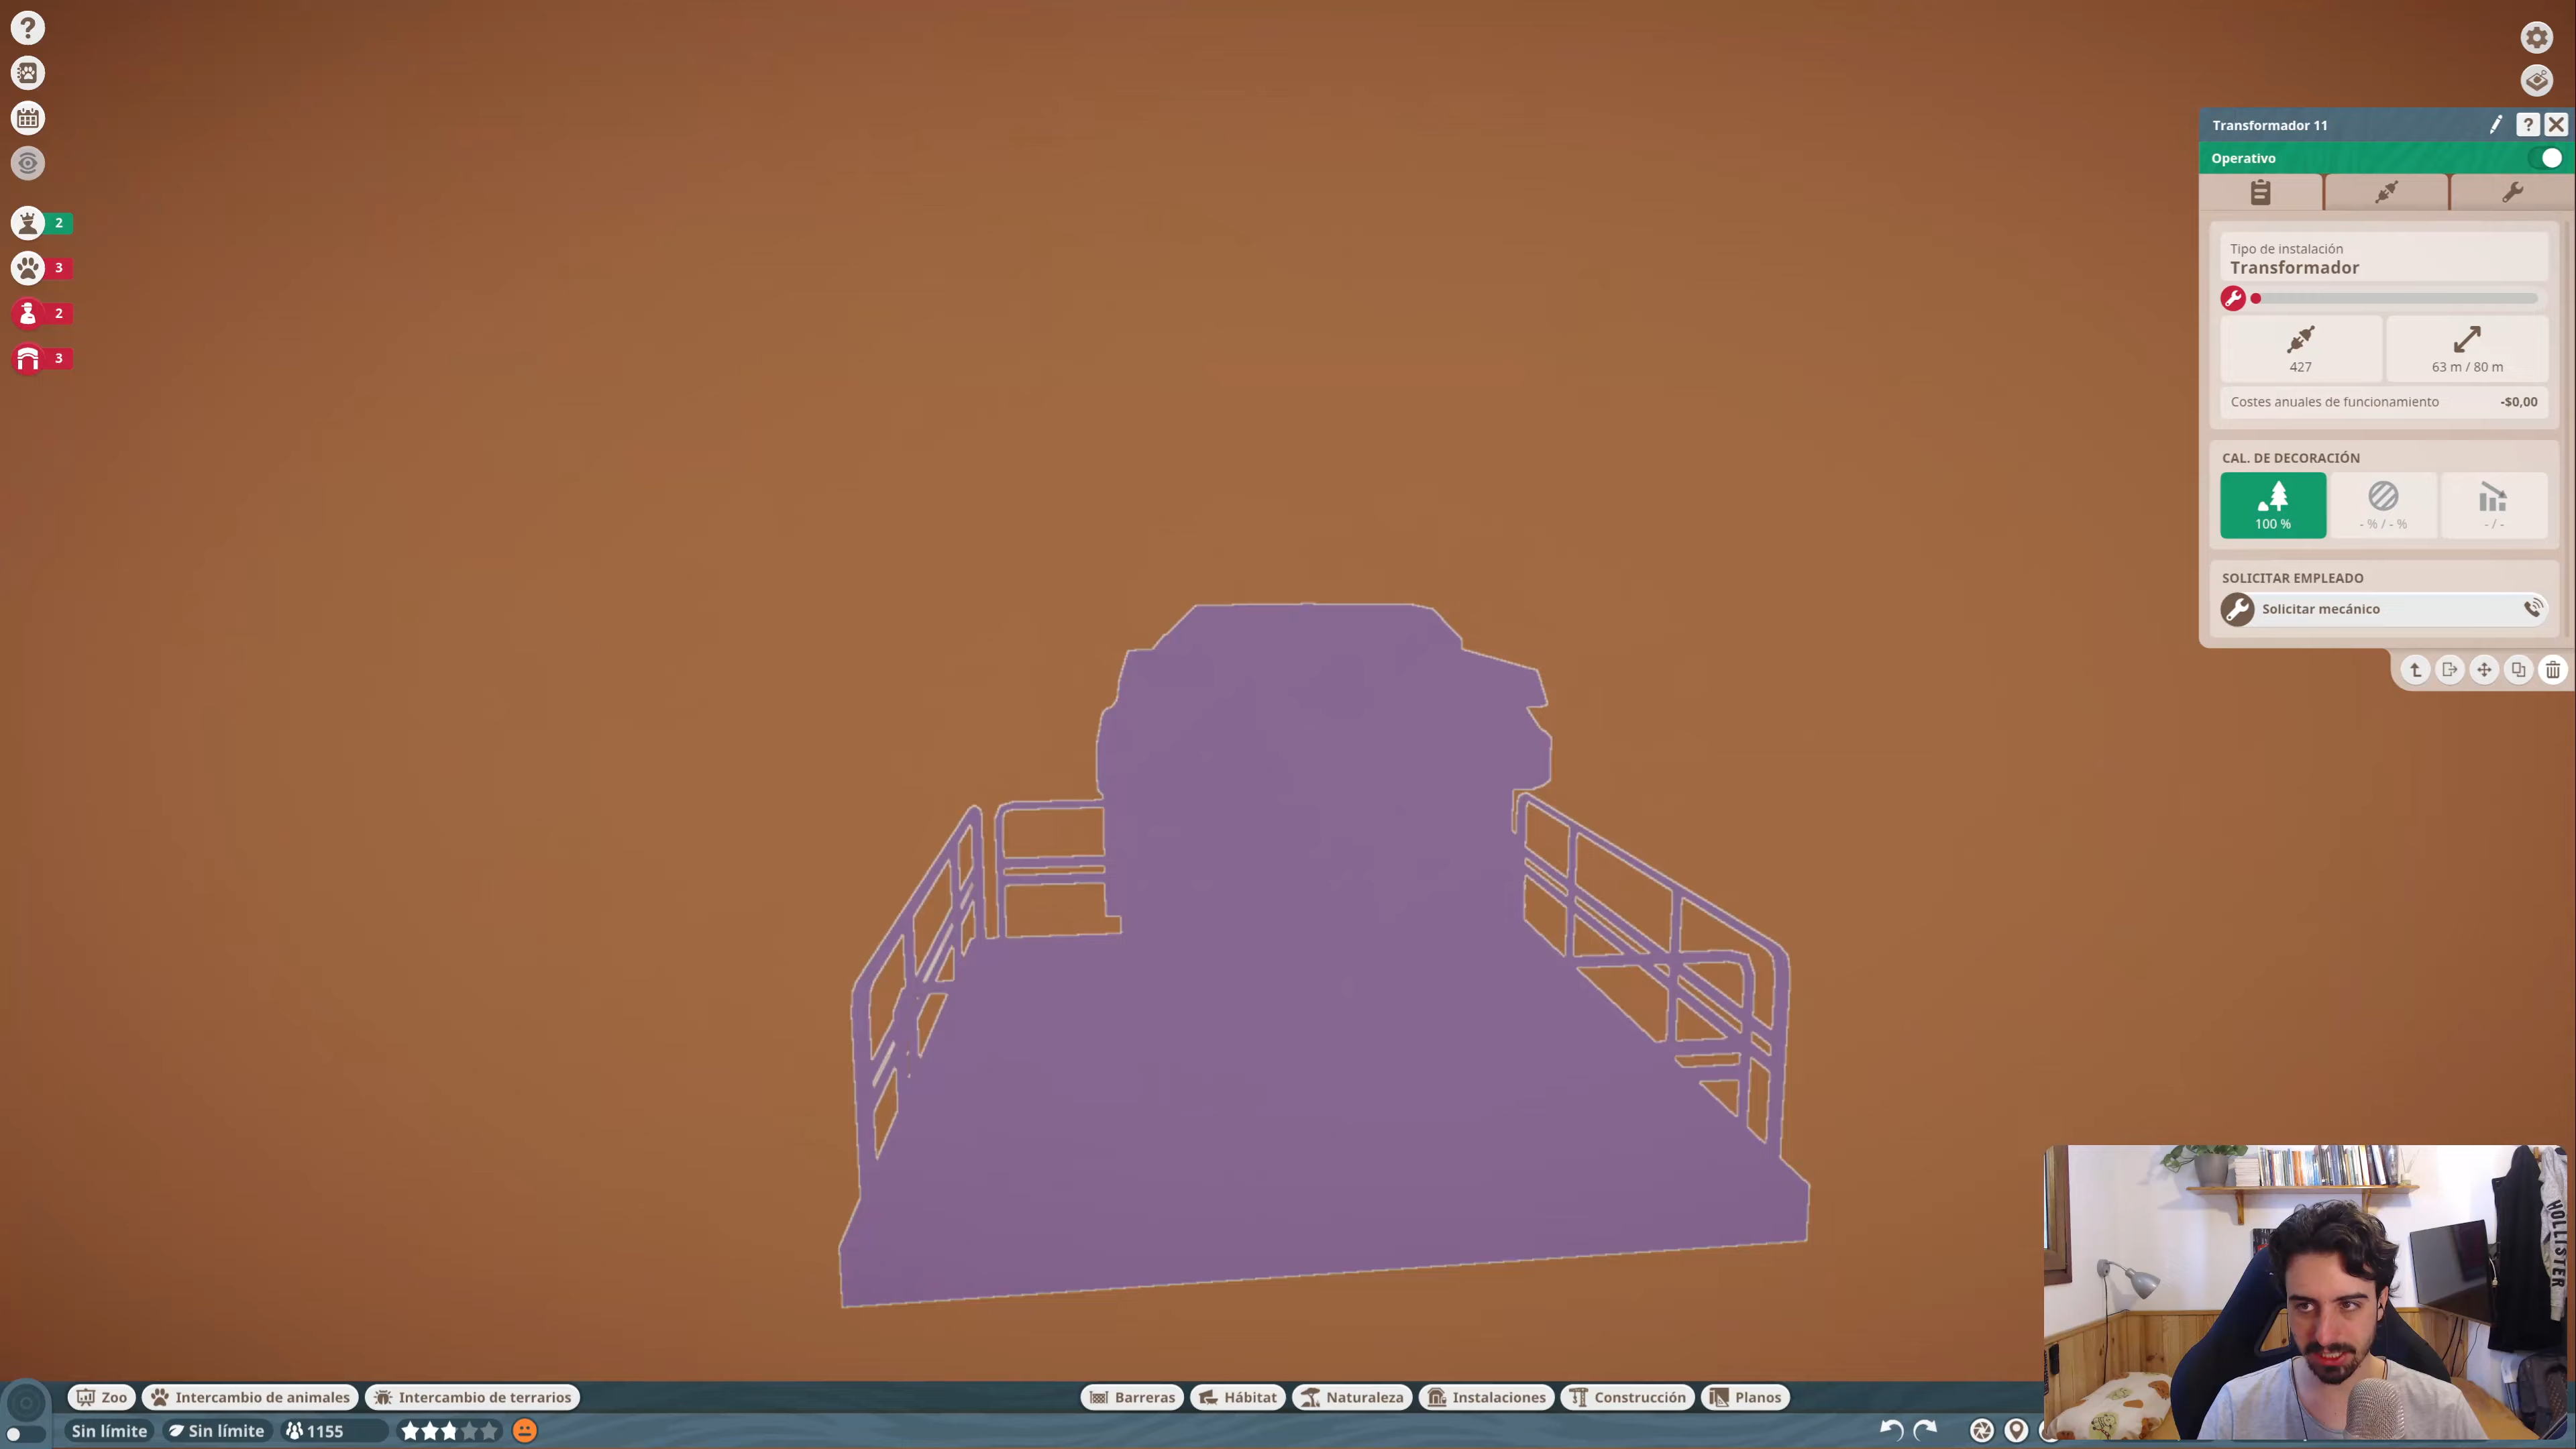 2
3
2
3
Transformador 11
Operativo
Tipo de instalación
Transformador
427
63 m / 80 m
Costes anuales de funcionamiento -$0,00
CAL. DE DECORACIÓN
100 %
- % / - %
- / -
SOLICITAR EMPLEADO
Solicitar mecánico
HOLLISTER
Zoo
Intercambio de animales
Intercambio de terrarios
Barreras
Hábitat
Naturaleza
Instalaciones
Construcción
Planos
Sin límite
Sin límite
1155